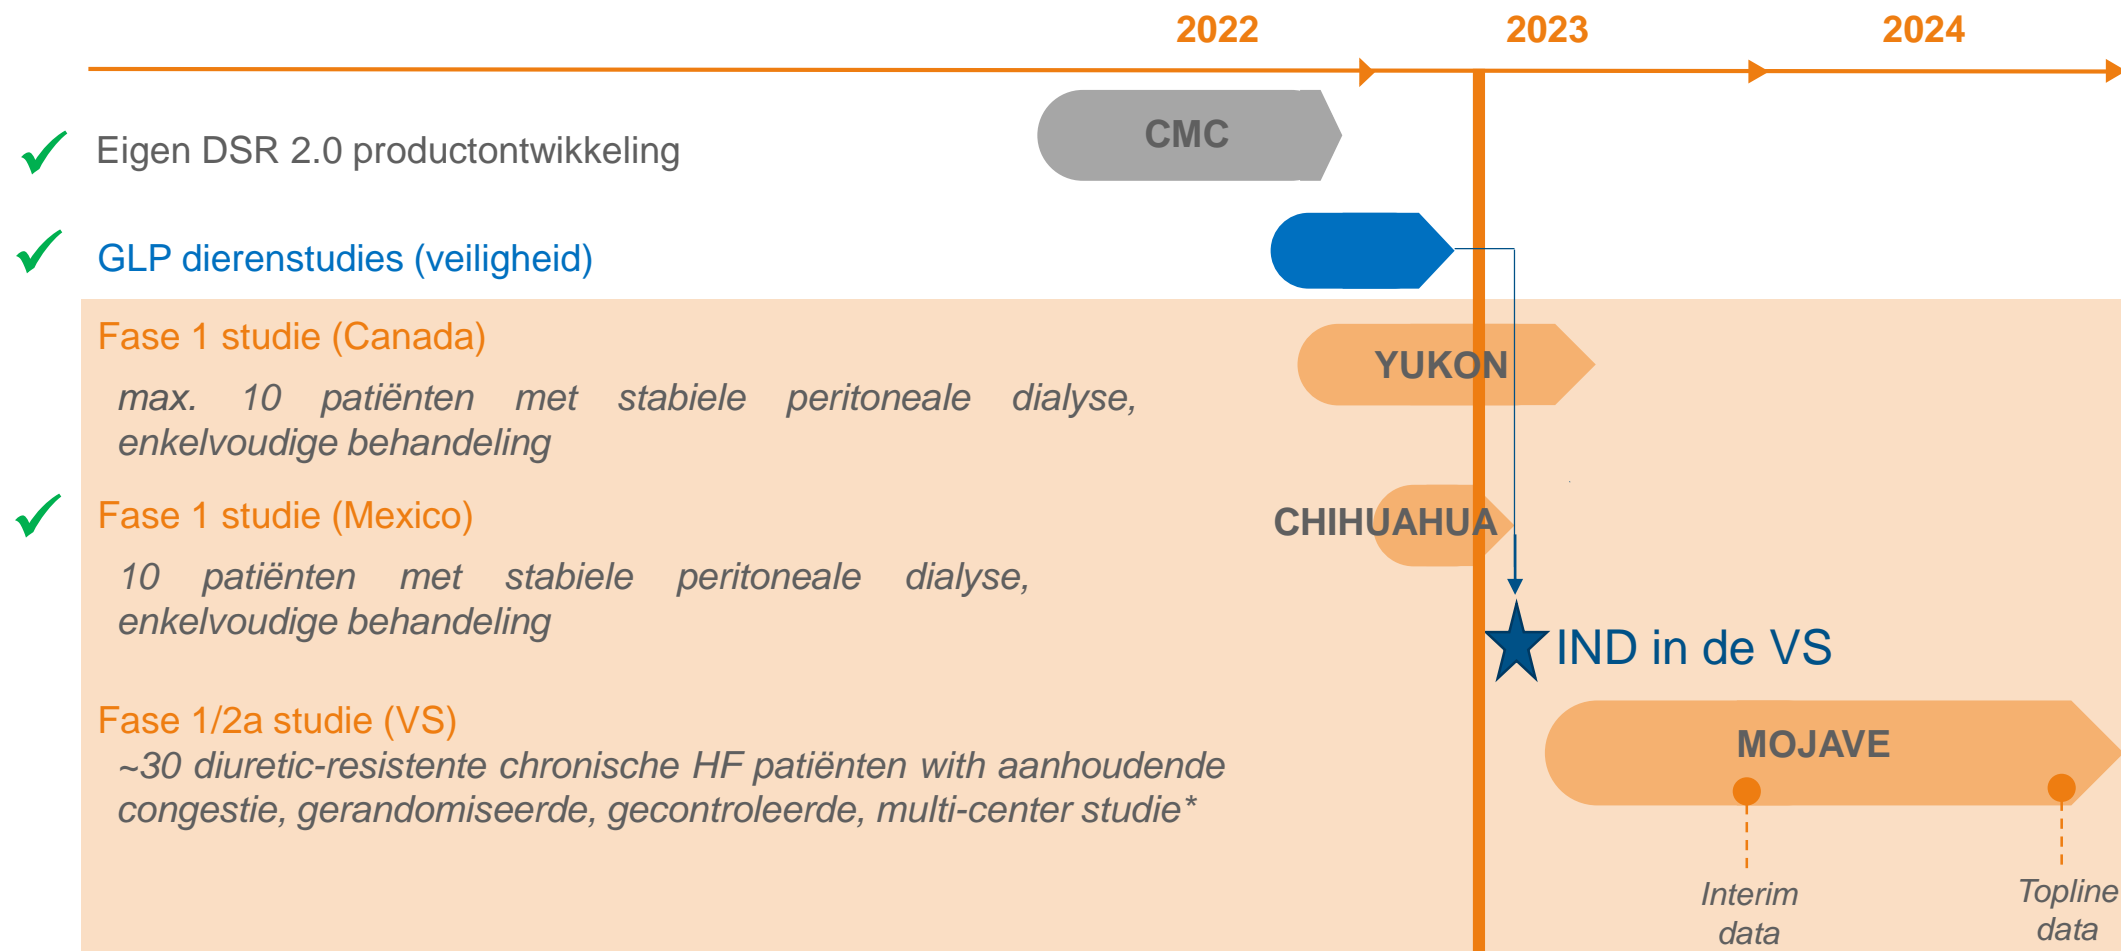 2022
2023
2024
CMC
Eigen DSR 2.0 productontwikkeling
GLP dierenstudies (veiligheid)
Fase 1 studie (Canada)
YUKON
max. 10 patiënten met stabiele peritoneale dialyse,
enkelvoudige behandeling
Fase 1 studie (Mexico)
CHIHUAHUA
10 patiënten met stabiele peritoneale dialyse,
enkelvoudige behandeling
IND in de VS
Fase 1/2a studie (VS)
MOJAVE
~30 diuretic-resistente chronische HF patiënten with aanhoudende
congestie, gerandomiseerde, gecontroleerde, multi-center studie*
Interim
data
Topline
data